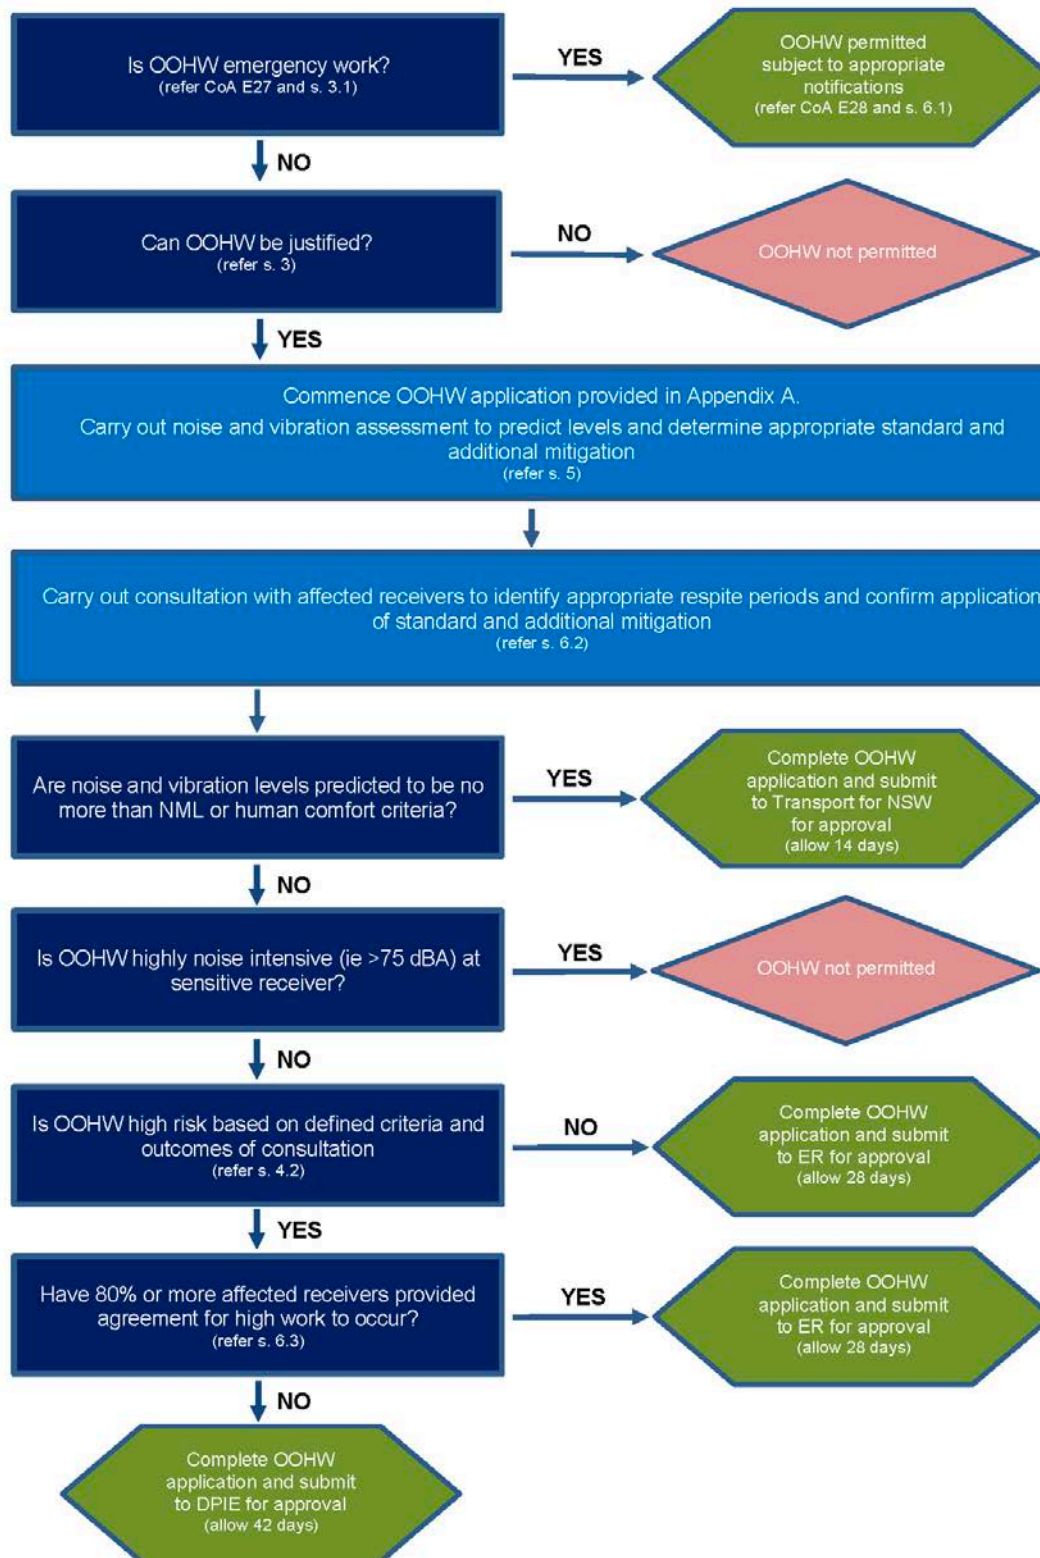 Is OOHW emergency work?
(refer CoA E27 and s. 3.1)
YES
OOHW permitted
subject to appropriate
notifications
(refer CoA E28 and s. 6.1)
NO
Can OOHW be justified?
(refer s. 3)
NO
OOHW not permitted
YES
Commence OOHW application provided in Appendix A.
Carry out noise and vibration assessment to predict levels and determine appropriate standard and
additional mitigation
(refer s. 5)
Carry out consultation with affected receivers to identify appropriate respite periods and confirm application
of standard and additional mitigation
(refer s. 6.2)
Are noise and vibration levels predicted to be no
more than NML or human comfort criteria?
YES
Complete OOHW
application and submit
to Transport for NSW
for approval
(allow 14 days)
NO
Is OOHW highly noise intensive (ie >75 dBA) at
sensitive receiver?
YES
OOHW not permitted
NO
Is OOHW high risk based on defined criteria and
outcomes of consultation
(refer s. 4.2)
NO
Complete OOHW
application and submit
to ER for approval
(allow 28 days)
YES
Have 80% or more affected receivers provided
agreement for high work to occur?
(refer s. 6.3)
YES
Complete OOHW
application and submit
to ER for approval
(allow 28 days)
NO
Complete OOHW
application and submit
to DPIE for approval
(allow 42 days)